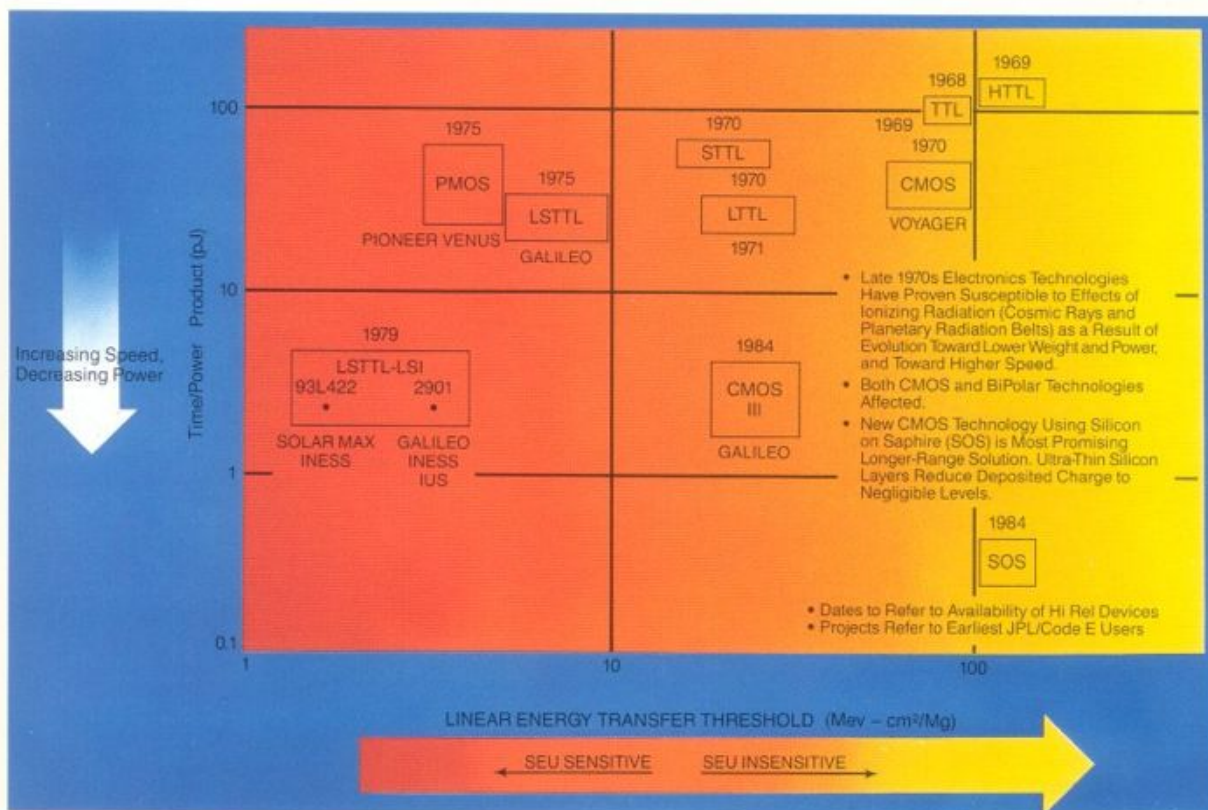 1969
1968
HTTL
100
TTL
1969
1970
STTL
1975
PMOS
PIONEER VENUS
1975
LSTTL
GALILEO
1970
LTTL
1971
1970
CMOS
VOYAGER
Time/Power Product (pJ)
10
Increasing Speed,
Decreasing Power
• Late 1970s Electronics Technologies
Have Proven Susceptible to Effects of
Ionizing Radiation (Cosmic Rays and
Planetary Radiation Belts) as a Result of
Evolution Toward Lower Weight and Power,
and Toward Higher Speed.
• Both CMOS and BiPolar Technologies
Affected.
• New CMOS Technology Using Silicon
on Saphire (SOS) is Most Promising
Longer-Range Solution. Ultra-Thin Silicon
Layers Reduce Deposited Charge to
Negligible Levels.
1979
LSTTL-LSI
93L422 2901
SOLAR MAX
INESS
GALILEO
INESS
IUS
1984
CMOS
III
GALILEO
1
1984
SOS
• Dates to Refer to Availability of Hi Rel Devices
• Projects Refer to Earliest JPL/Code E Users
0.1
1 10 100
LINEAR ENERGY TRANSFER THRESHOLD (Mev – cm²/Mg)
SEU SENSITIVE SEU INSENSITIVE